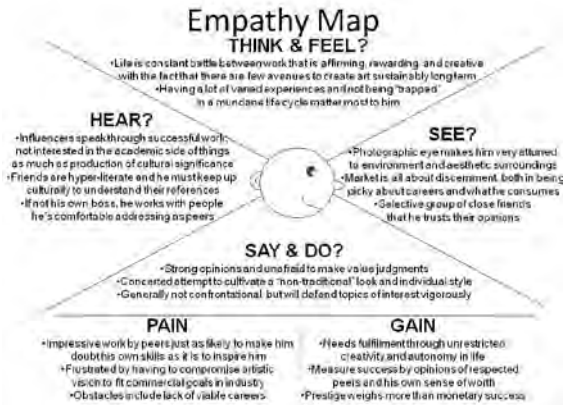 Empathy Map
THINK & FEEL?
•Life is constant battle between work that is affirming, rewarding, and creative
with the fact that there are few avenues to create art sustainably long term
•Having a lot of varied experiences and not being "trapped"
in a mundane lifecycle matter most to him
HEAR?
•Influencers speak through successful work;
not interested in the academic side of things
as much as production of cultural significance
•Friends are hyper-literate and he must keep up
culturally to understand their references
•If not his own boss, he works with people
he's comfortable addressing as peers
SEE?
•Photographic eye makes him very attuned
to environment and aesthetic surroundings
•Market is all about discernment, both in being
picky about careers and what he consumes
•Selective group of close friends
that he trusts their opinions
SAY & DO?
•Strong opinions and unafraid to make value judgments
•Concerted attempt to cultivate a "non-traditional" look and individual style
•Generally not confrontational, but will defend topics of interest vigorously
PAIN
•Impressive work by peers just as likely to make him
doubt his own skills as it is to inspire him
•Frustrated by having to compromise artistic
vision to fit commercial goals in industry
•Obstacles include lack of viable careers
GAIN
•Needs fulfilment through unrestricted
creativity and autonomy in life
•Measure success by opinions of respected
peers and his own sense of worth
•Prestige weighs more than monetary success